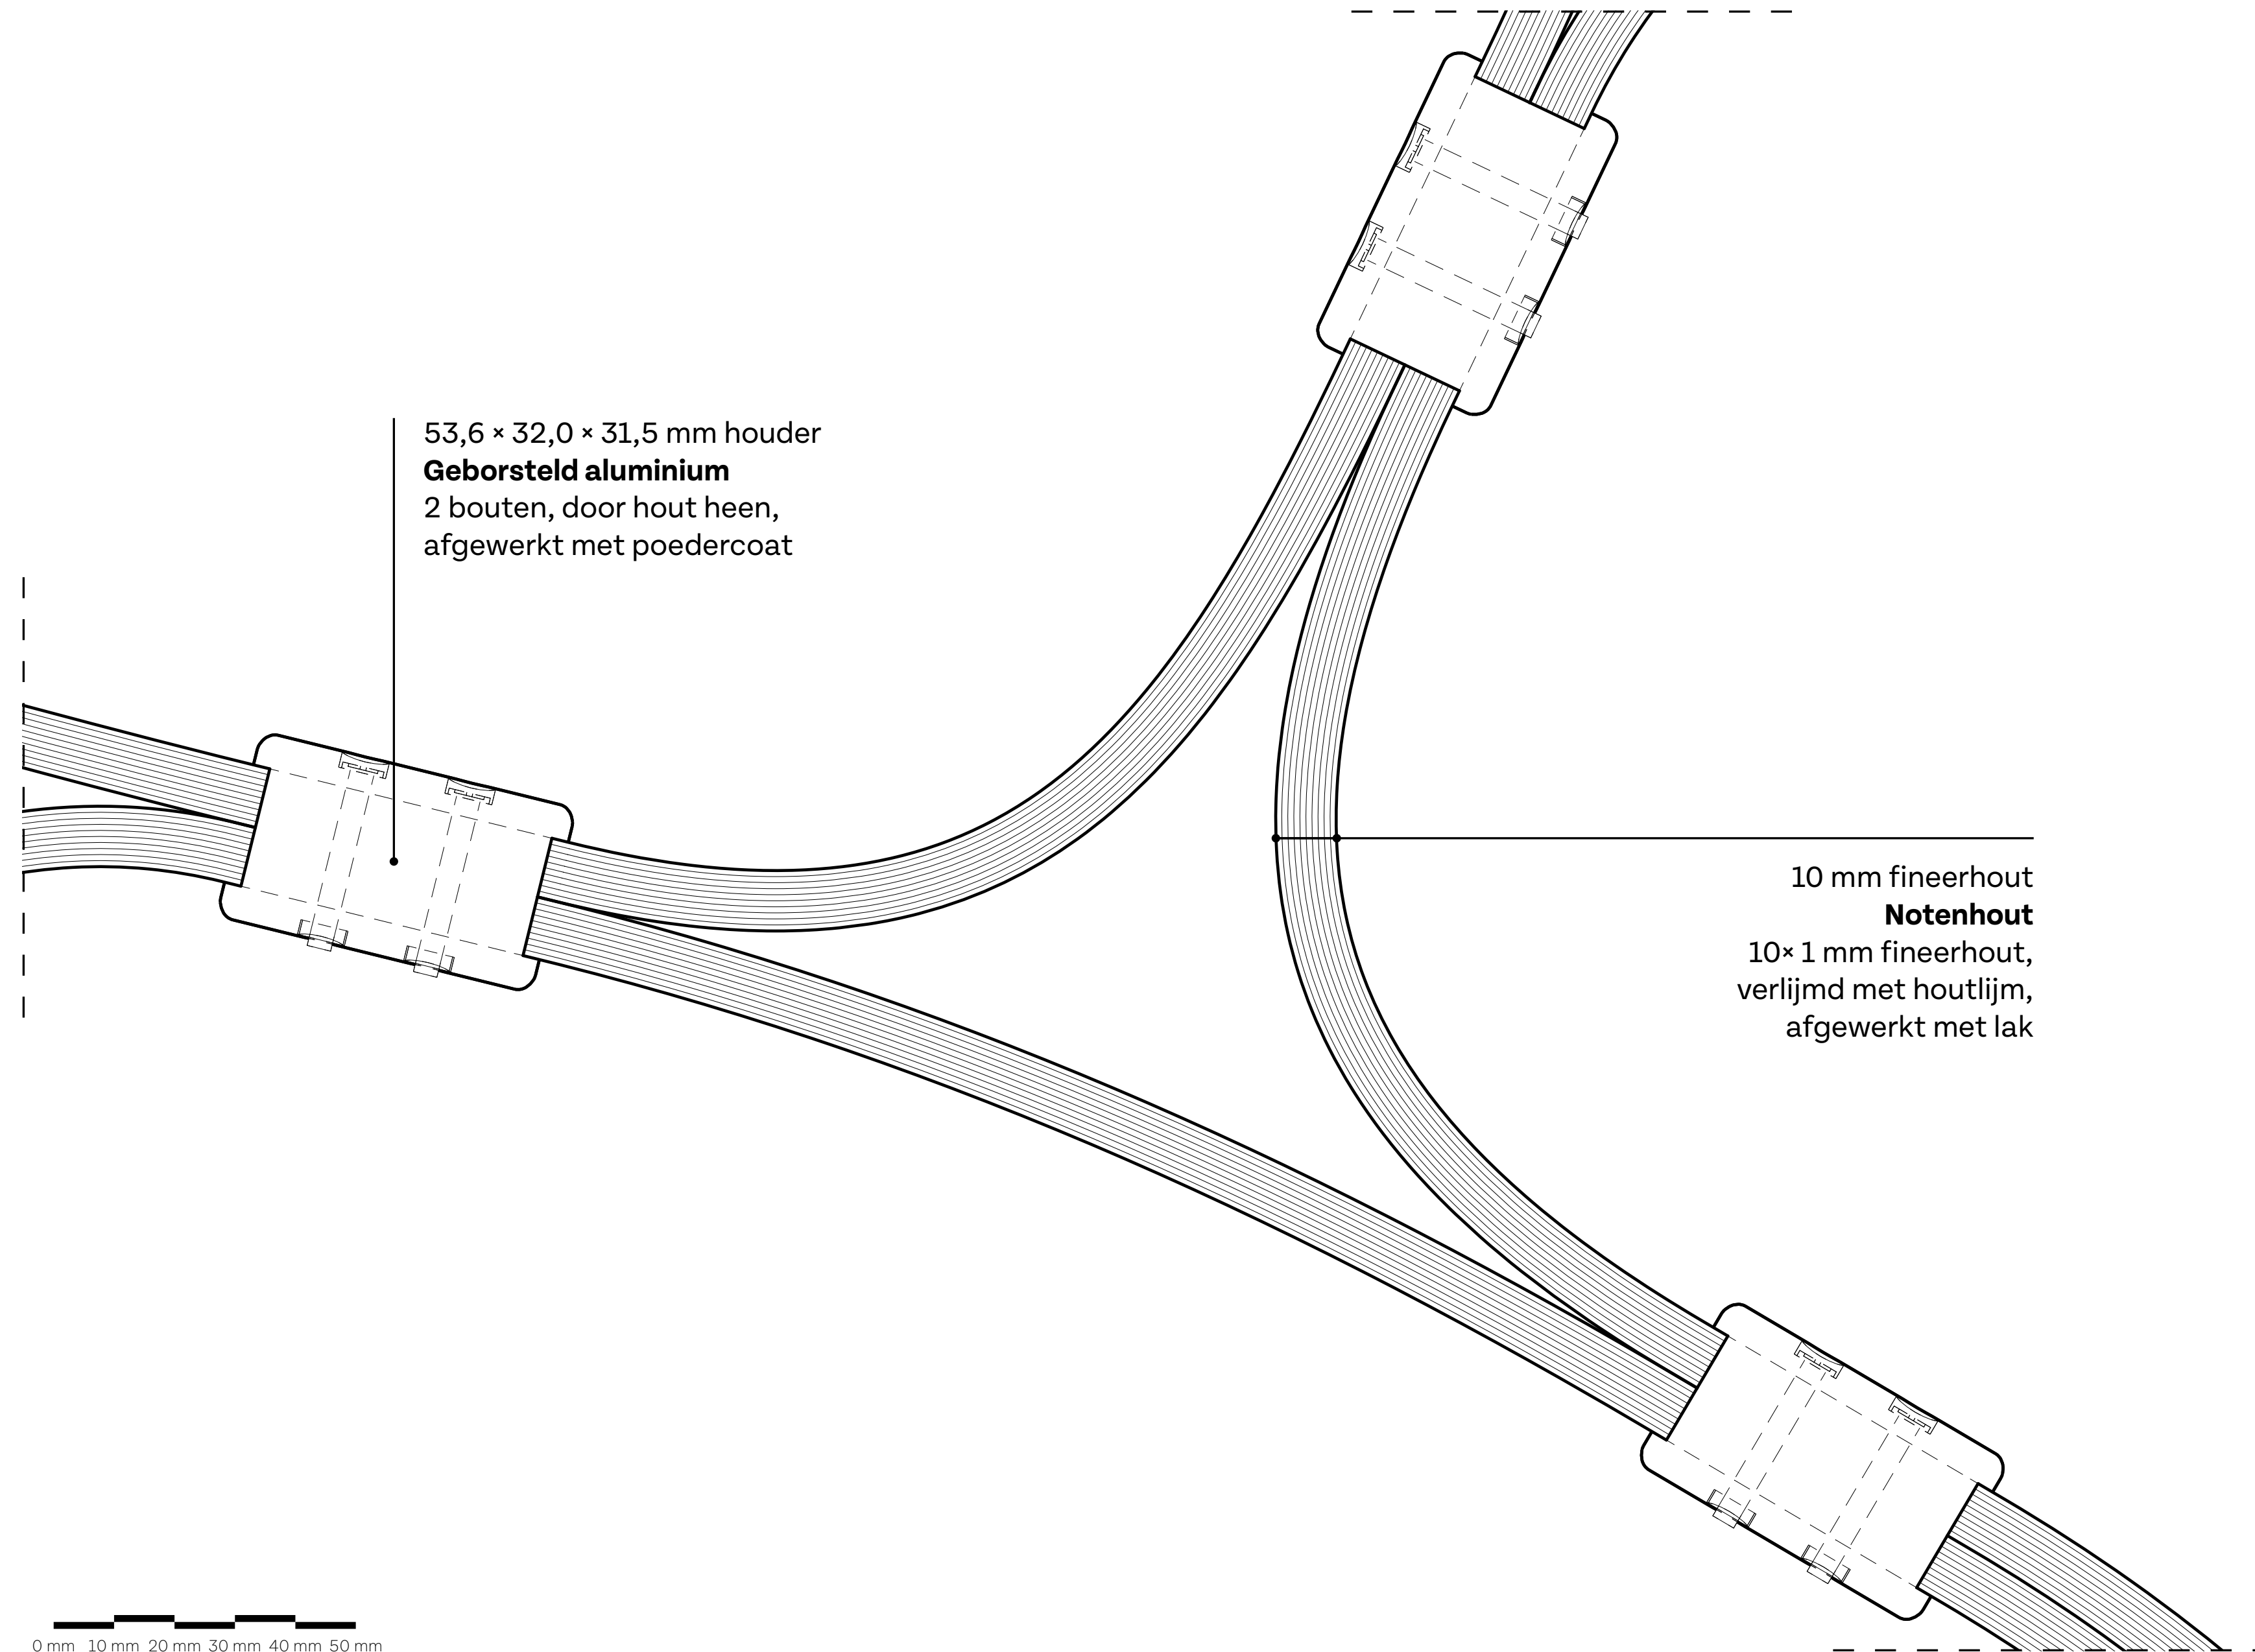 53,6 × 32,0 × 31,5 mm houder
Geborsteld aluminium
2 bouten, door hout heen,
afgewerkt met poedercoat
10 mm fineerhout
Notenhout
10× 1 mm fineerhout,
verlijmd met houtlijm,
afgewerkt met lak
0 mm 10 mm 20 mm 30 mm 40 mm 50 mm